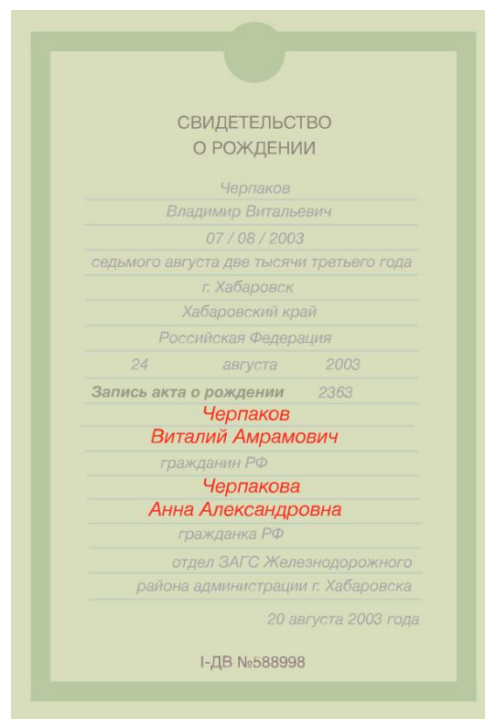 СВИДЕТЕЛЬСТВО
О РОЖДЕНИИ
Черпаков
Владимир Витальевич
07 / 08 / 2003
седьмого августа две тысячи третьего года
г. Хабаровск
Хабаровский край
Российская Федерация
24 августа 2003
Запись акта о рождении 2363
Черпаков
Виталий Амрамович
гражданин РФ
Черпакова
Анна Александровна
гражданка РФ
отдел ЗАГС Железнодорожного
района администрации г. Хабаровска
20 августа 2003 года
I-ДВ №588998